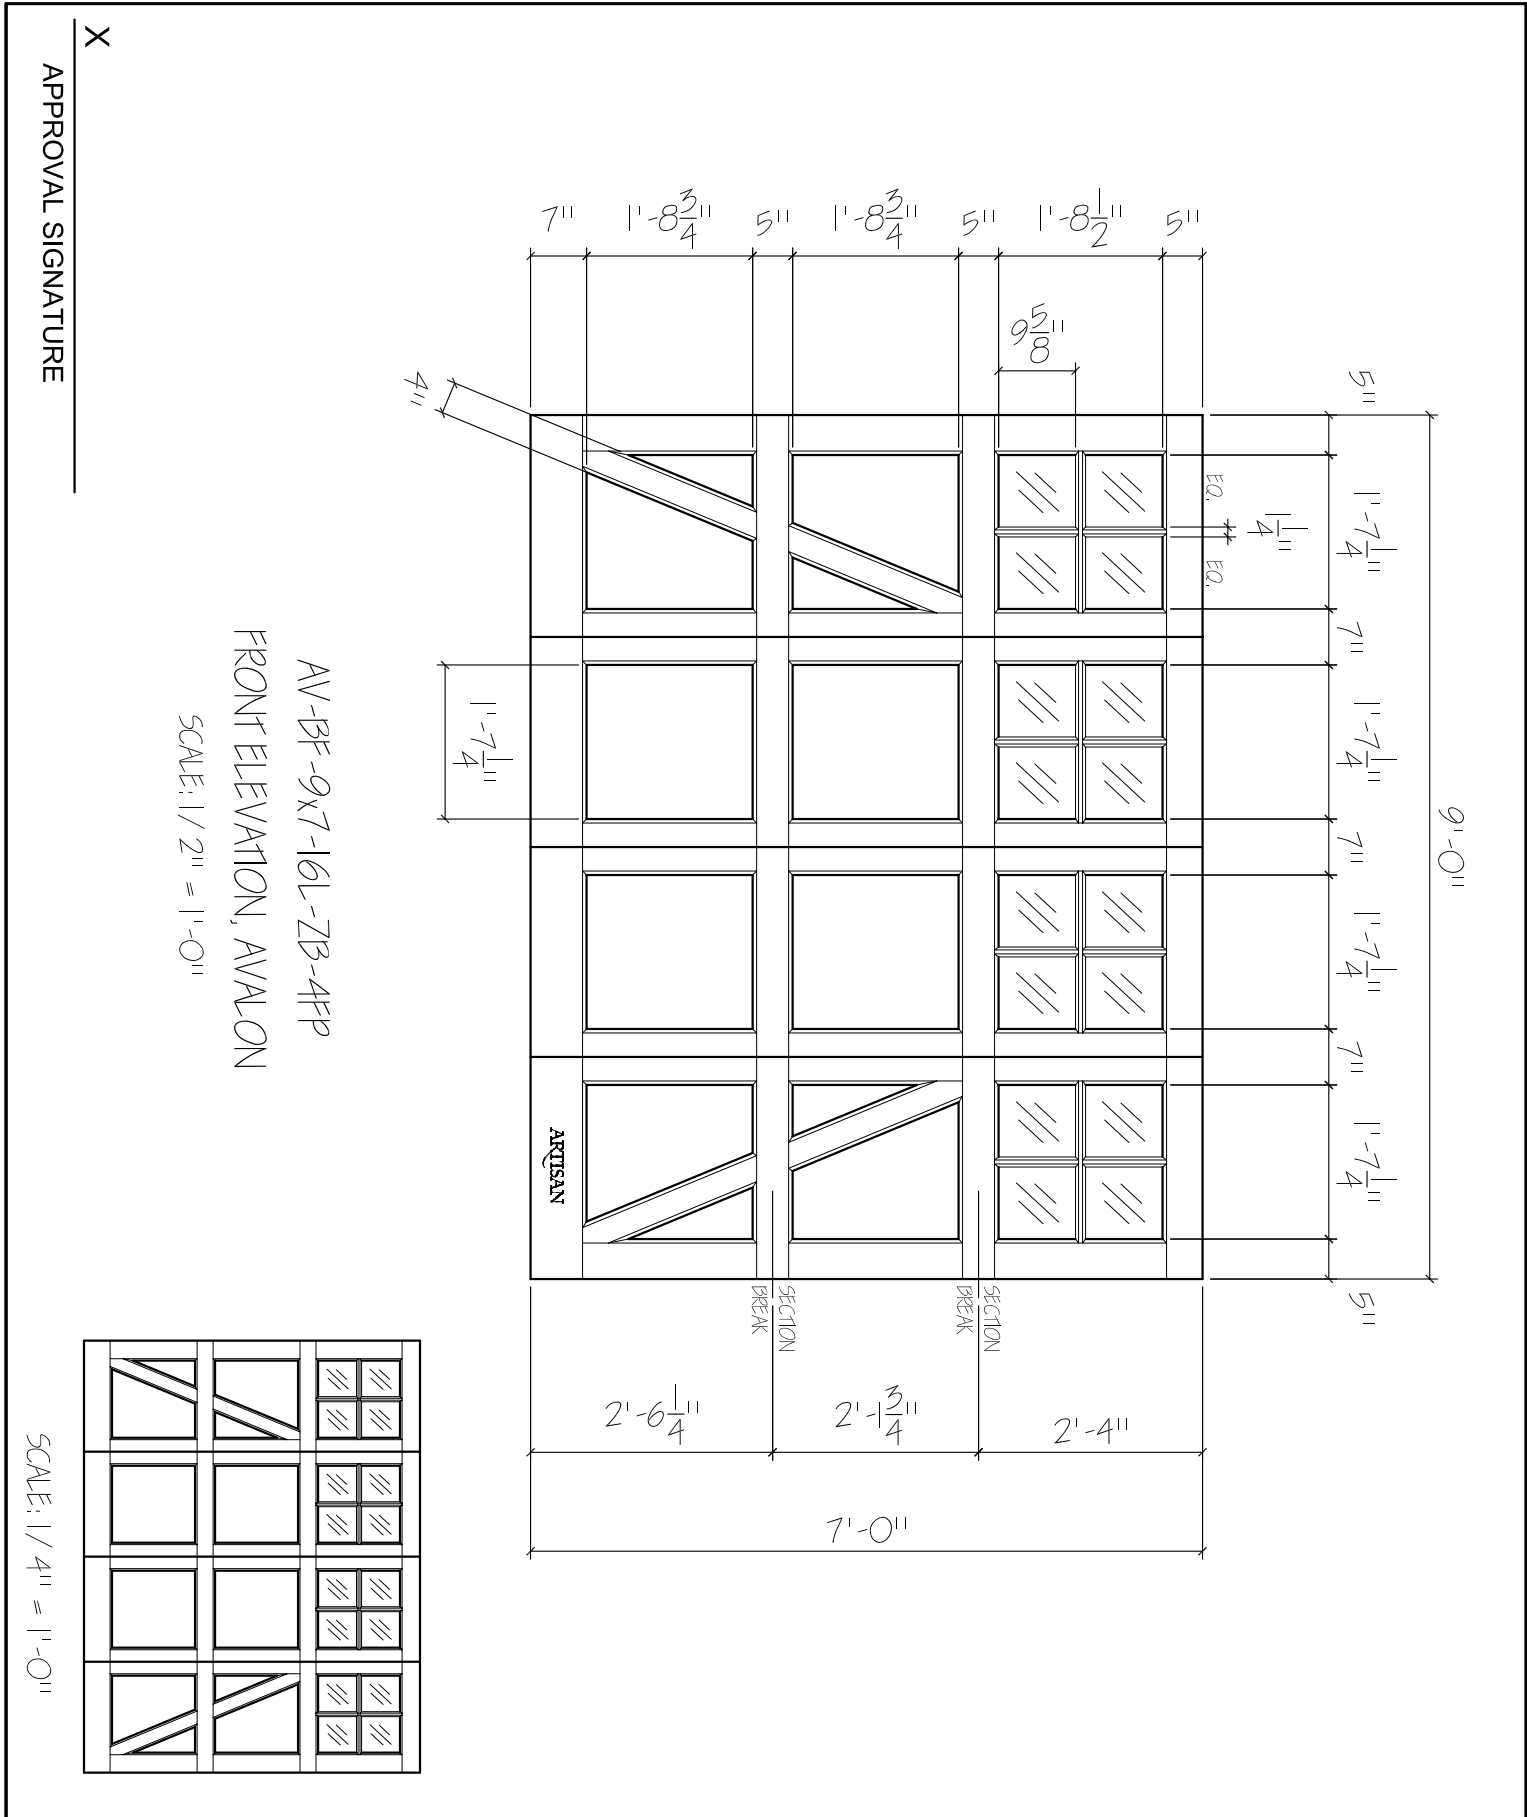 9'-0"
5" 1'-7 1/4" 7" 1'-7 1/4" 7" 1'-7 1/4" 7" 1'-7 1/4" 5"
1 1/4"
EQ. EQ.
5"
1'-8 1/2"
5"
1'-8 3/4"
5"
1'-8 3/4"
7"
9 5/8"
4"
SECTION
BREAK
SECTION
BREAK
2'-4"
2'-1 3/4"
2'-6 1/4"
7'-0"
ARTISAN
1'-7 1/4"
AV-BF-9x7-16L-ZB-4FP
FRONT ELEVATION, AVALON
SCALE: 1/2" = 1'-0"
X
APPROVAL SIGNATURE
SCALE: 1/4" = 1'-0"